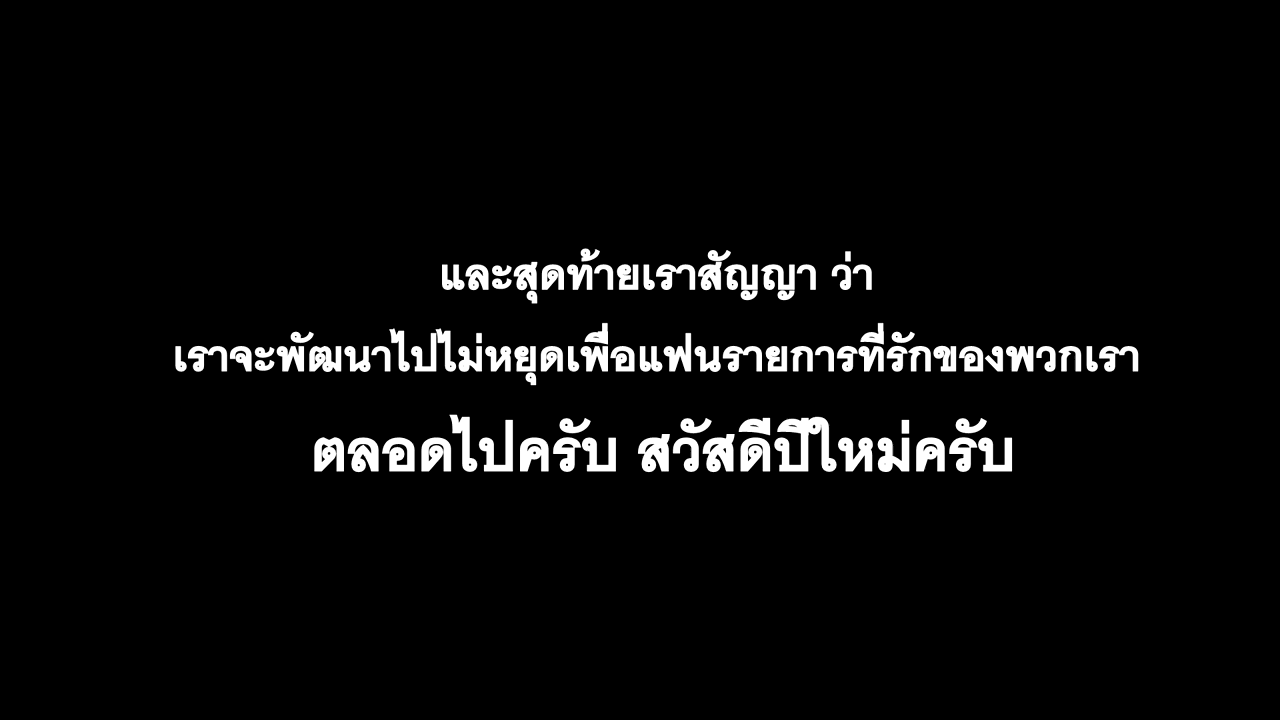 และสุดท้ายเราสัญญา ว่า
เราจะพัฒนาไปไม่หยุดเพื่อแฟนรายการที่รักของพวกเรา
ตลอดไปครับ สวัสดีปีใหม่ครับ